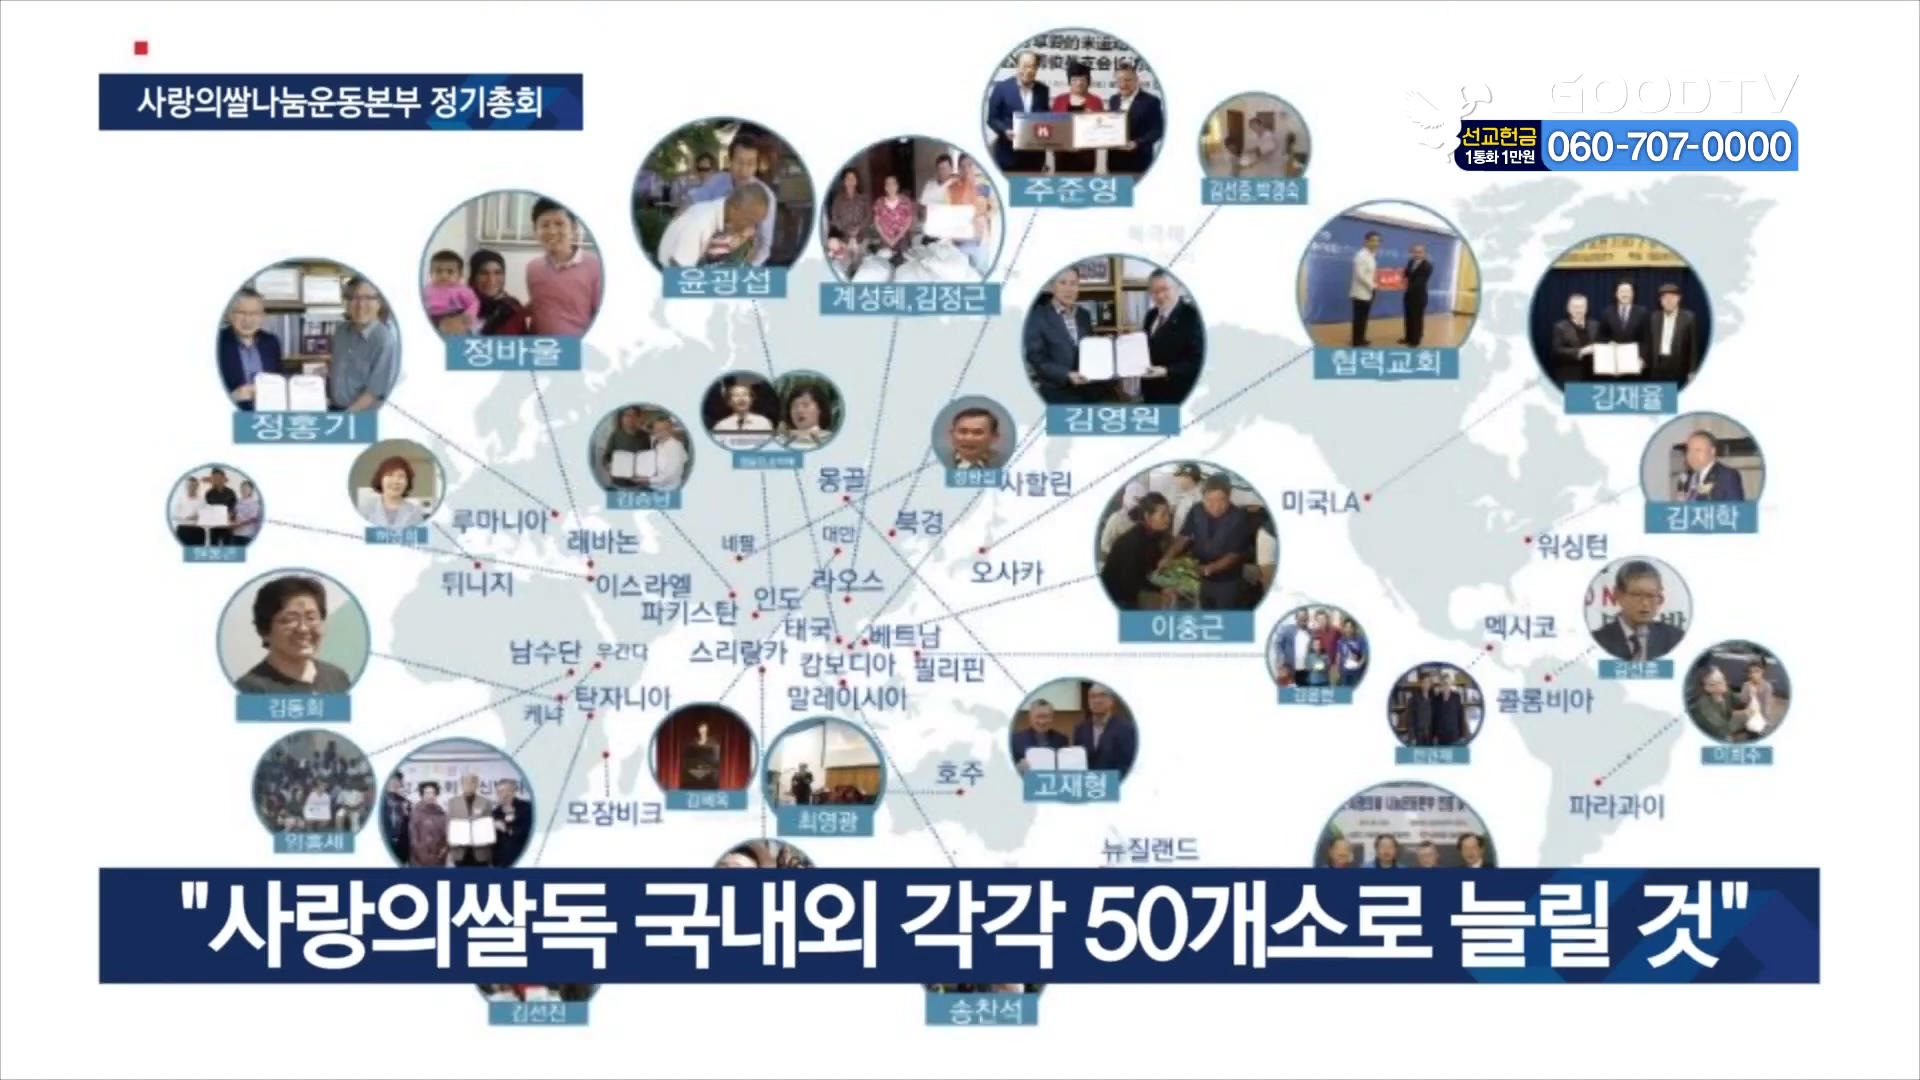 사랑의쌀나눔운동본부 정기총회
GOODTV
선교헌금
1통화 1만원
060-707-0000
주준영
김선종,박경숙
윤광섭
계성혜,김정근
정바울
협력교회
김재율
정홍기
김영원
몽골
사할린
미국LA
김재학
루마니아
레바논
네팔
대만
북경
워싱턴
튀니지
이스라엘
파키스탄
인도
라오스
오사카
이충근
남수단
우간다
스리랑카
태국
캄보디아
베트남
필리핀
멕시코
김동희
케냐
탄자니아
말레이시아
콜롬비아
모잠비크
최영광
호주
고재형
파라과이
뉴질랜드
"사랑의쌀독 국내외 각각 50개소로 늘릴 것"
김선진
송찬석